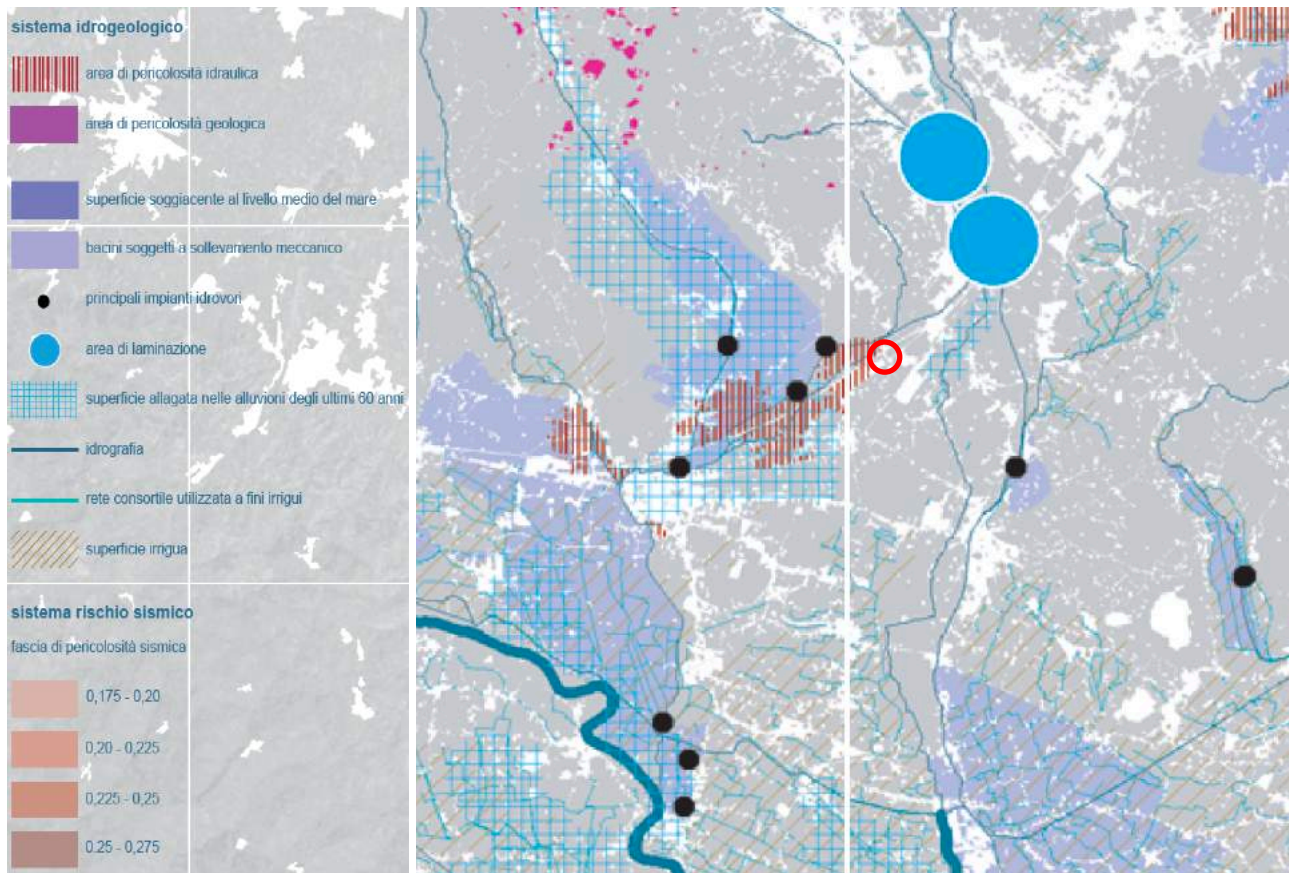 sistema idrogeologico
area di pericolosità idraulica
area di pericolosità geologica
superficie soggiacente al livello medio del mare
bacini soggetti a sollevamento meccanico
principali impianti idrovori
area di laminazione
superficie allagata nelle alluvioni degli ultimi 60 anni
idrografia
rete consortile utilizzata a fini irrigui
superficie irrigua
sistema rischio sismico
fascia di pericolosità sismica
0,175 - 0,20
0,20 - 0,225
0,225 - 0,25
0.25 - 0,275